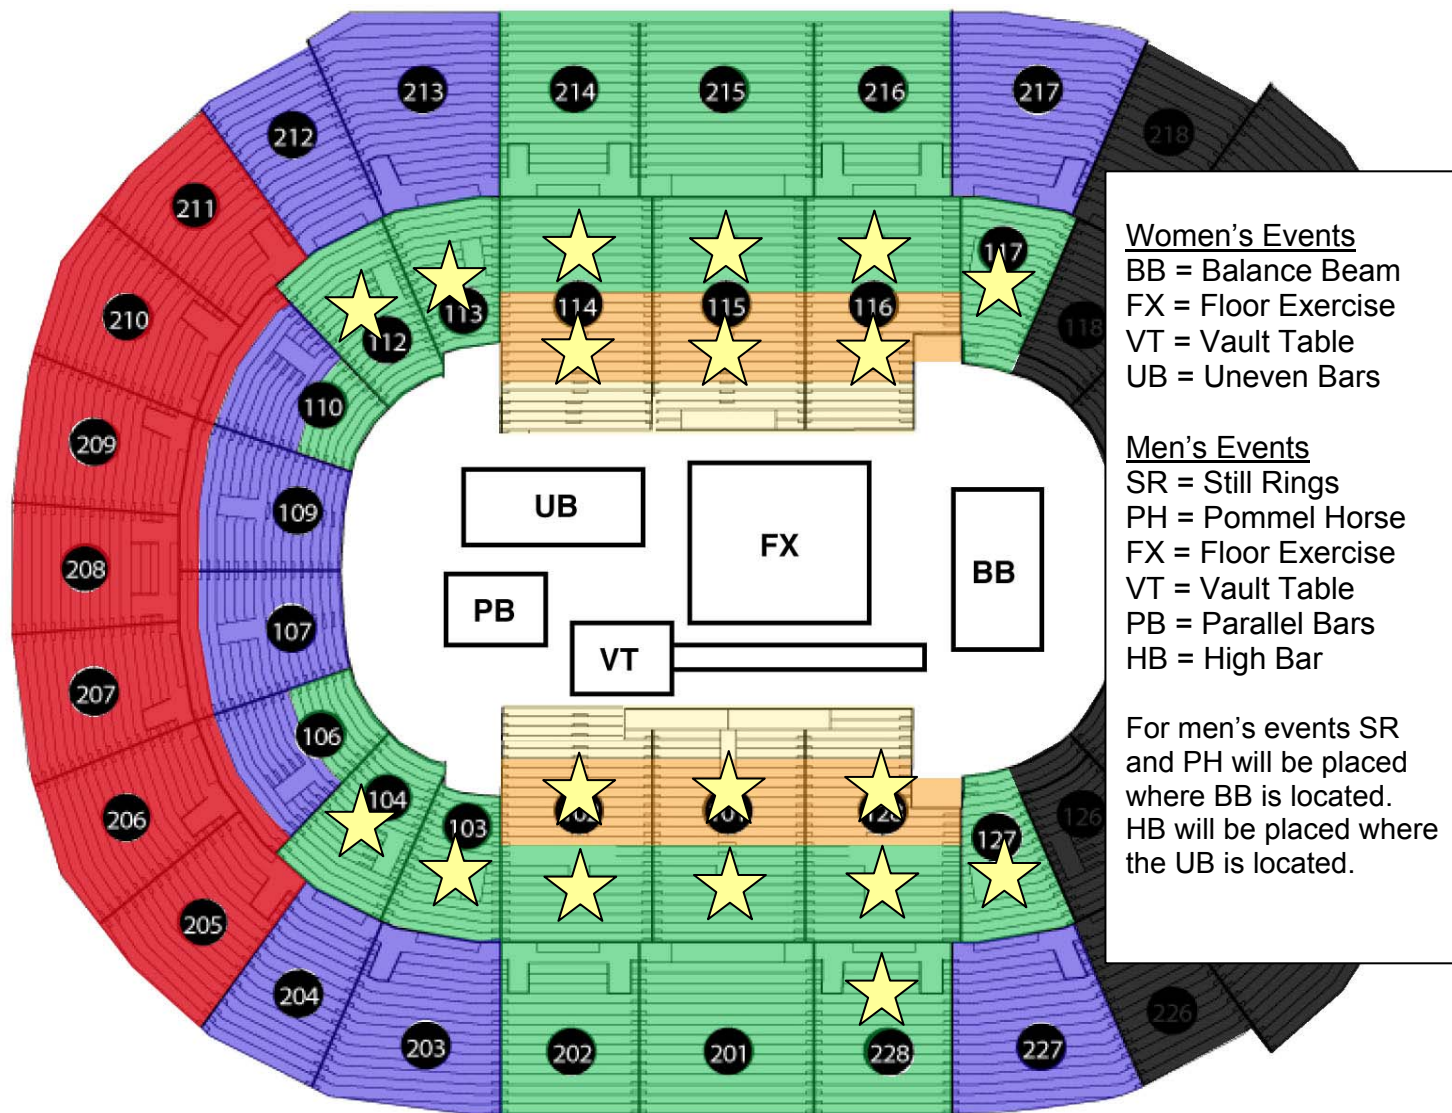 213
214
215
216
217
212
218
211
117
210
113
114
115
116
118
112
110
209
109
UB
FX
BB
208
PB
107
VT
207
106
104
103
127
126
206
205
204
203
202
201
228
227
226
Women's Events
BB = Balance Beam
FX = Floor Exercise
VT = Vault Table
UB = Uneven Bars
Men's Events
SR = Still Rings
PH = Pommel Horse
FX = Floor Exercise
VT = Vault Table
PB = Parallel Bars
HB = High Bar
For men's events SR
and PH will be placed
where BB is located.
HB will be placed where
the UB is located.